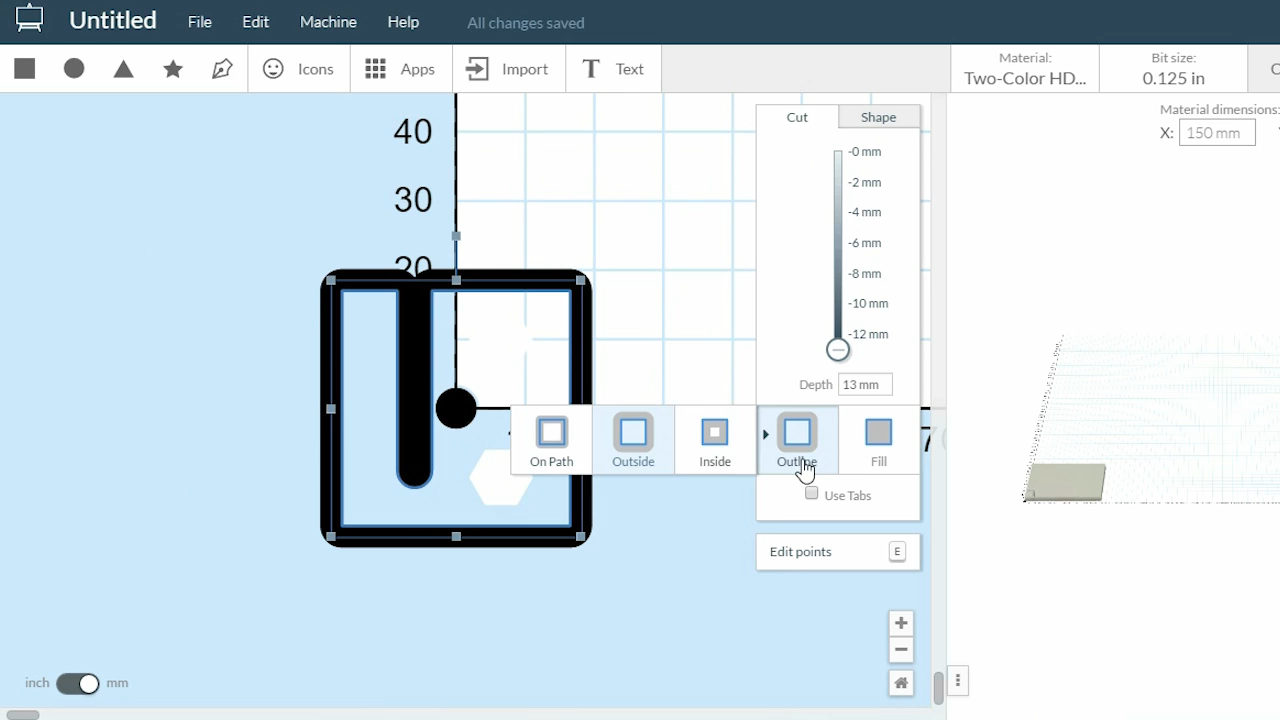 Untitled File Edit Machine Help All changes saved
Icons Apps Import T Text
Material: Two-Color HD...
Bit size: 0.125 in
Material dimensions:
X: 150 mm
40
30
20
Cut Shape
-0 mm
-2 mm
-4 mm
-6 mm
-8 mm
-10 mm
-12 mm
Depth 13 mm
On Path Outside Inside Outline Fill
Use Tabs
Edit points E
inch mm